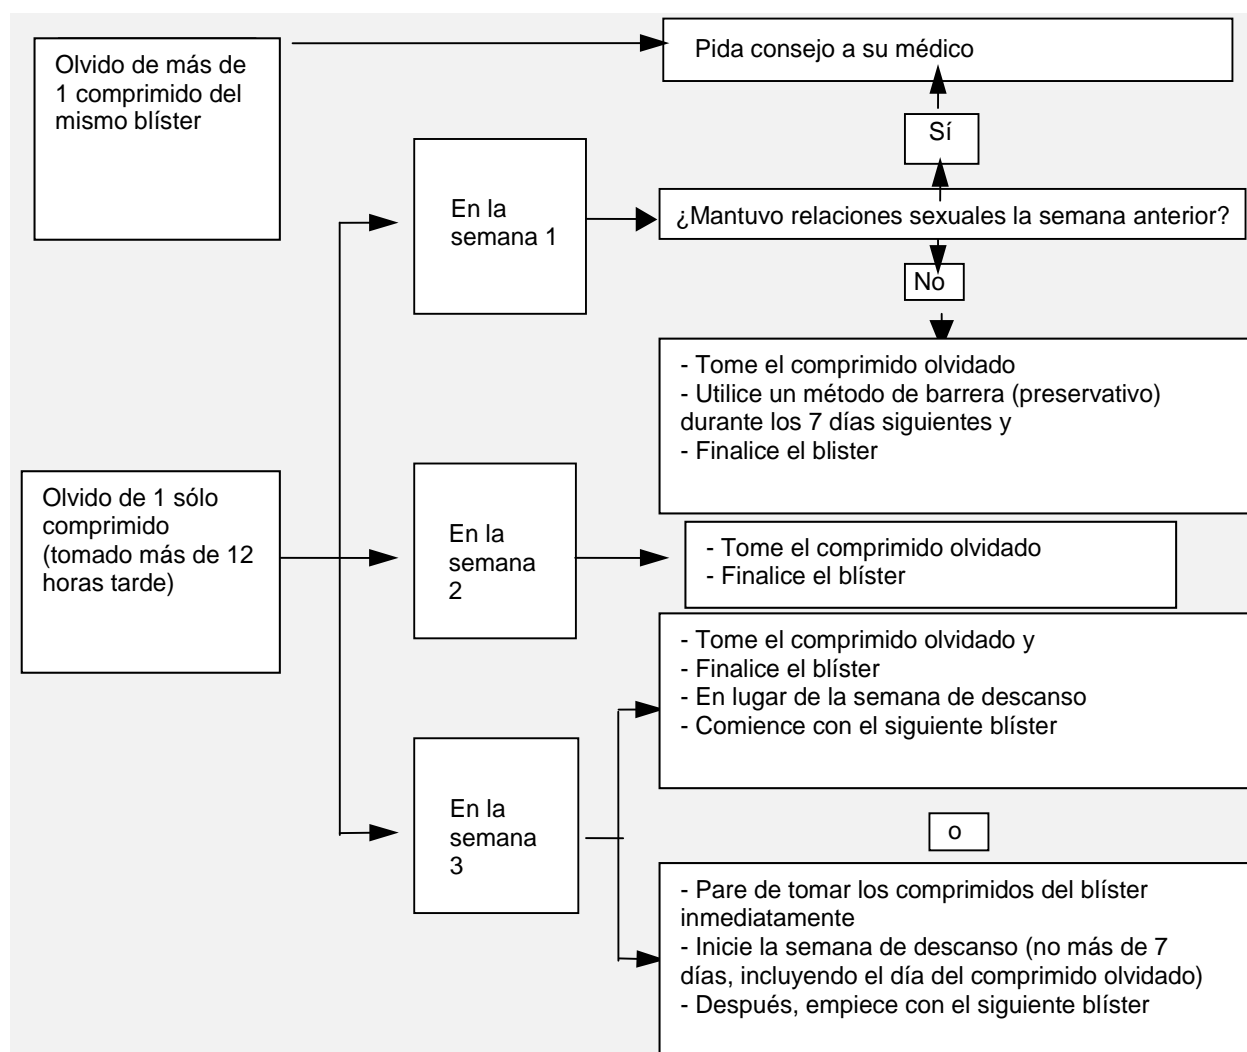 Olvido de más de
1 comprimido del
mismo blíster
Pida consejo a su médico
Sí
En la
semana 1
¿Mantuvo relaciones sexuales la semana anterior?
No
- Tome el comprimido olvidado
- Utilice un método de barrera (preservativo)
durante los 7 días siguientes y
- Finalice el blister
Olvido de 1 sólo
comprimido
(tomado más de 12
horas tarde)
En la
semana
2
- Tome el comprimido olvidado
- Finalice el blíster
- Tome el comprimido olvidado y
- Finalice el blíster
- En lugar de la semana de descanso
- Comience con el siguiente blíster
En la
semana
3
o
- Pare de tomar los comprimidos del blíster
inmediatamente
- Inicie la semana de descanso (no más de 7
días, incluyendo el día del comprimido olvidado)
- Después, empiece con el siguiente blíster